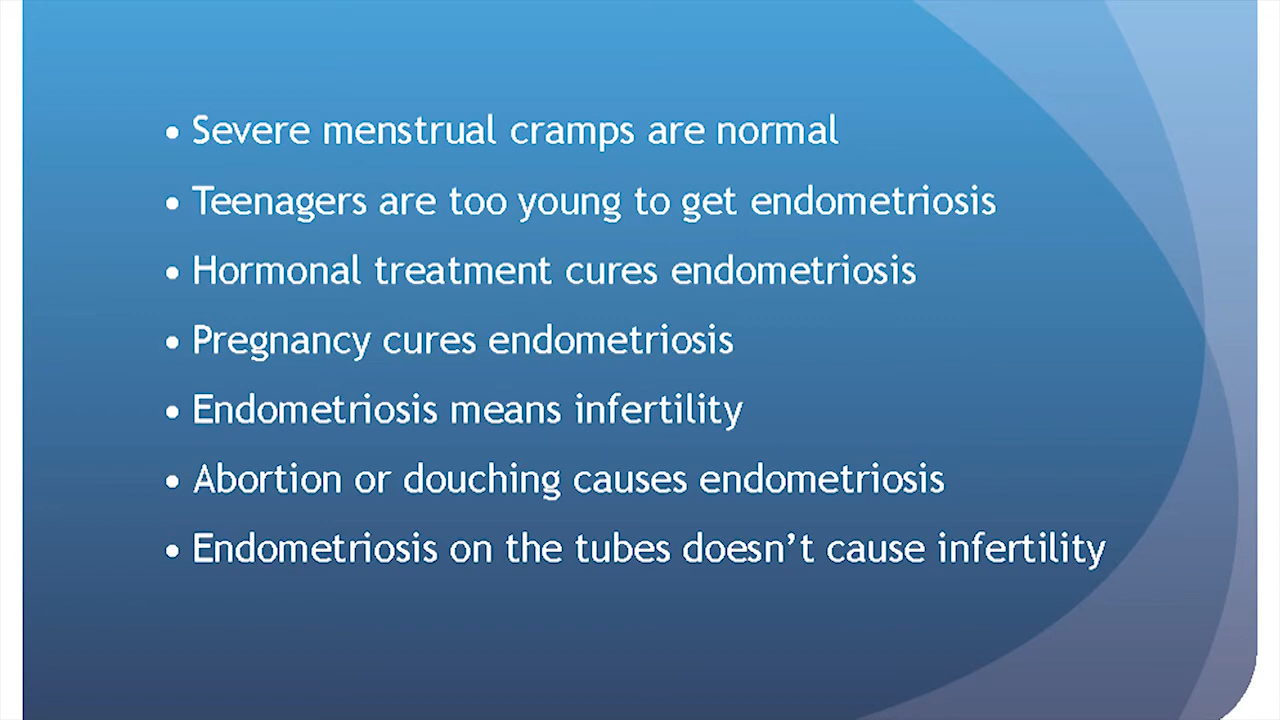 • Severe menstrual cramps are normal
• Teenagers are too young to get endometriosis
• Hormonal treatment cures endometriosis
• Pregnancy cures endometriosis
• Endometriosis means infertility
• Abortion or douching causes endometriosis
• Endometriosis on the tubes doesn’t cause infertility